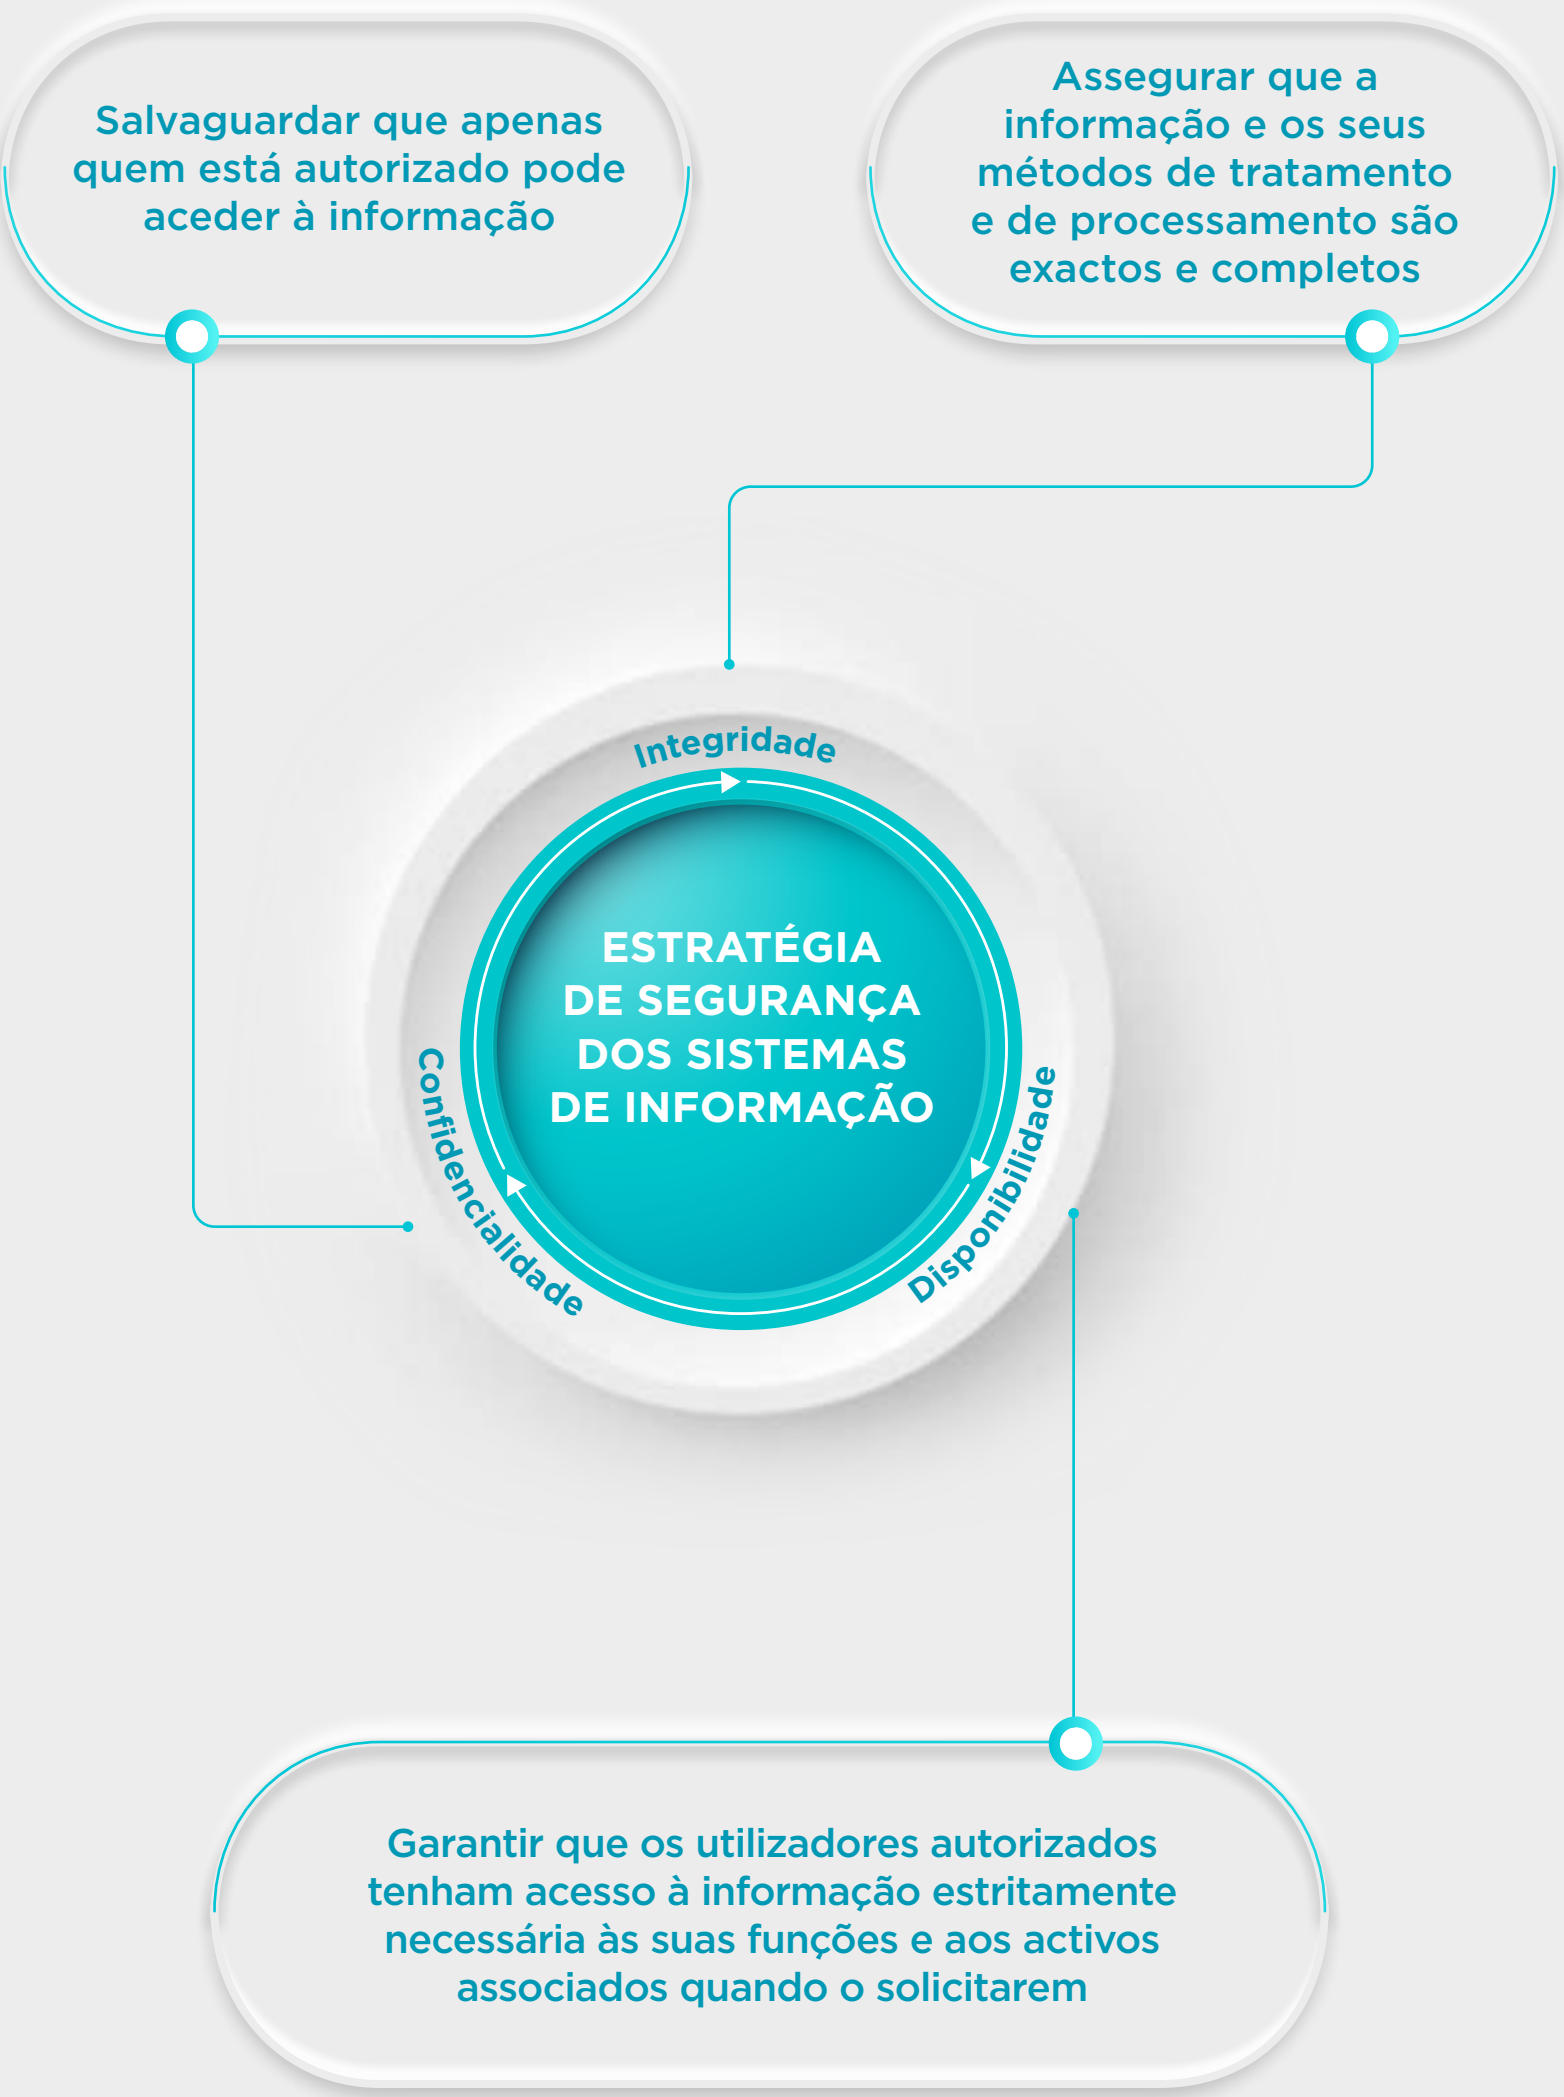 Salvaguardar que apenas
quem está autorizado pode
aceder à informação
Assegurar que a
informação e os seus
métodos de tratamento
e de processamento são
exactos e completos
Integridade
ESTRATÉGIA
DE SEGURANÇA
DOS SISTEMAS
DE INFORMAÇÃO
Confidencialidade
Disponibilidade
Garantir que os utilizadores autorizados
tenham acesso à informação estritamente
necessária às suas funções e aos activos
associados quando o solicitarem